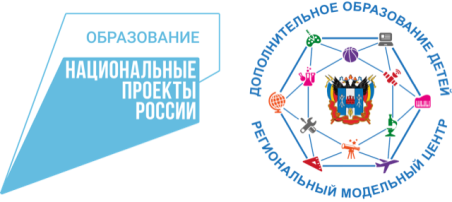 ОБРАЗОВАНИЕ
НАЦИОНАЛЬНЫЕ
ПРОЕКТЫ
РОССИИ
ДОПОЛНИТЕЛЬНОЕ ОБРАЗОВАНИЕ ДЕТЕЙ
РЕГИОНАЛЬНЫЙ МОДЕЛЬНЫЙ ЦЕНТР